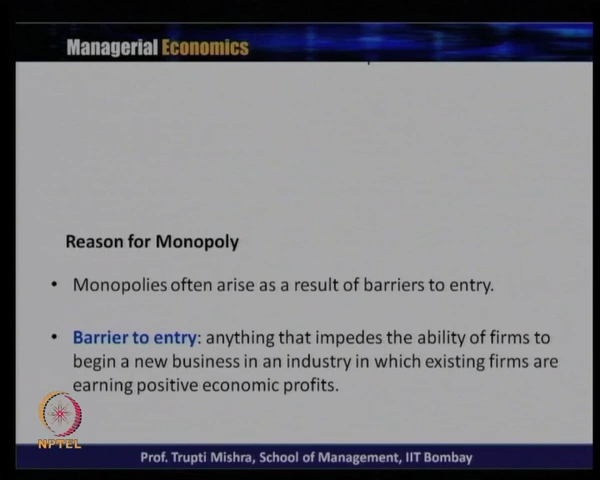 Managerial Economics
Reason for Monopoly
• Monopolies often arise as a result of barriers to entry.
• Barrier to entry: anything that impedes the ability of firms to
begin a new business in an industry in which existing firms are
earning positive economic profits.
NPTEL
Prof. Trupti Mishra, School of Management, IIT Bombay